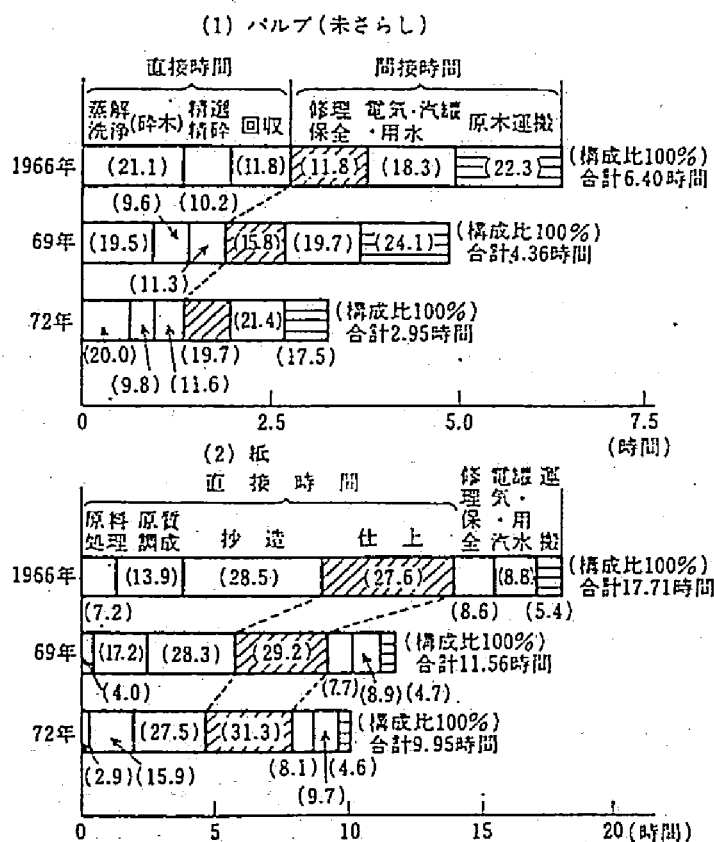 (1) パルプ(未さらし)
直接時間 間接時間
蒸解洗浄 (砕木) 精選精砕 回収 修理保全 電気・汽罐・用水 原木運搬
1966年 (21.1) (11.8) (11.8) (18.3) (22.3) (構成比100%)
合計6.40時間
(9.6) (10.2)
69年 (19.5) (15.8) (19.7) (24.1) (構成比100%)
合計4.36時間
(11.3)
72年 (21.4) (構成比100%)
合計2.95時間
(20.0) (19.7) (17.5)
(9.8) (11.6)
0 2.5 5.0 7.5
(時間)
(2) 紙
直接時間
原料処理 原質調成 抄造 仕上 修理保全 電気・汽罐・用水 運搬
1966年 (13.9) (28.5) (27.6) (8.8) (構成比100%)
合計17.71時間
(7.2) (8.6) (5.4)
69年 (17.2) (28.3) (29.2) (構成比100%)
合計11.56時間
(4.0) (7.7) (8.9) (4.7)
72年 (27.5) (31.3) (構成比100%)
合計9.95時間
(2.9) (15.9) (8.1) (4.6)
(9.7)
0 5 10 15 20 (時間)